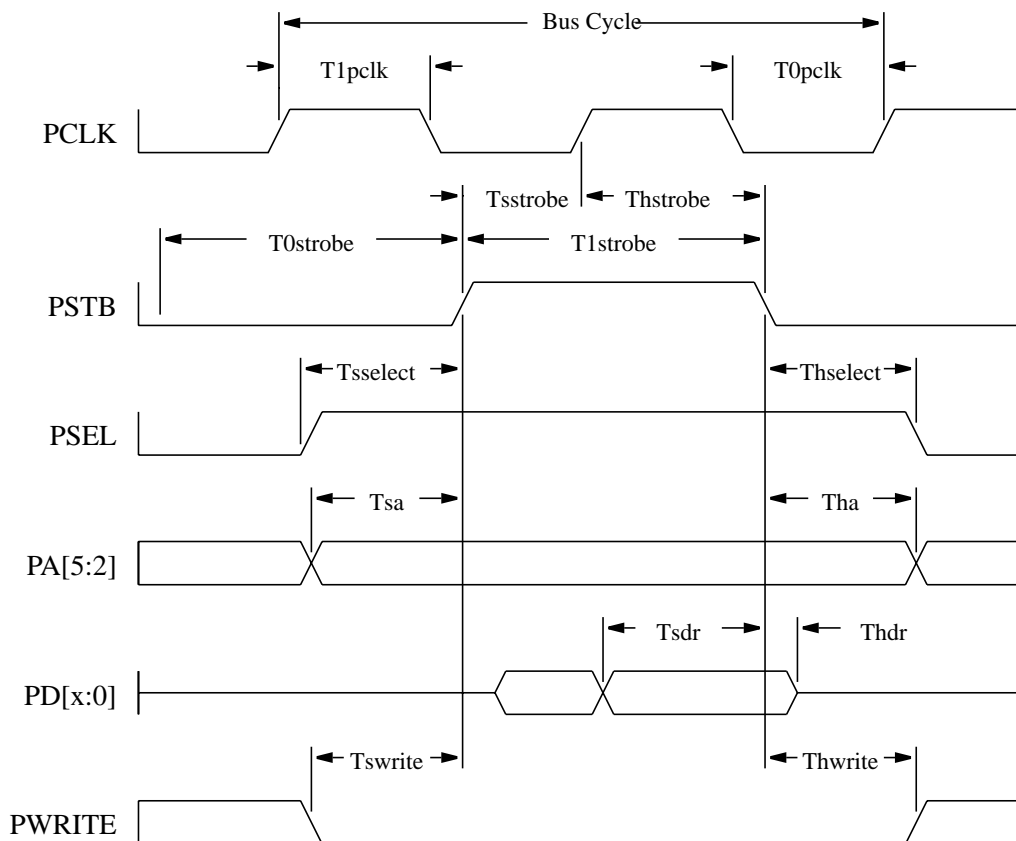 Bus Cycle
T1pclk T0pclk
PCLK
Tsstrobe Thstrobe
T0strobe T1strobe
PSTB
Tsselect Thselect
PSEL
Tsa Tha
PA[5:2]
Tsdr Thdr
PD[x:0]
Tswrite Thwrite
PWRITE